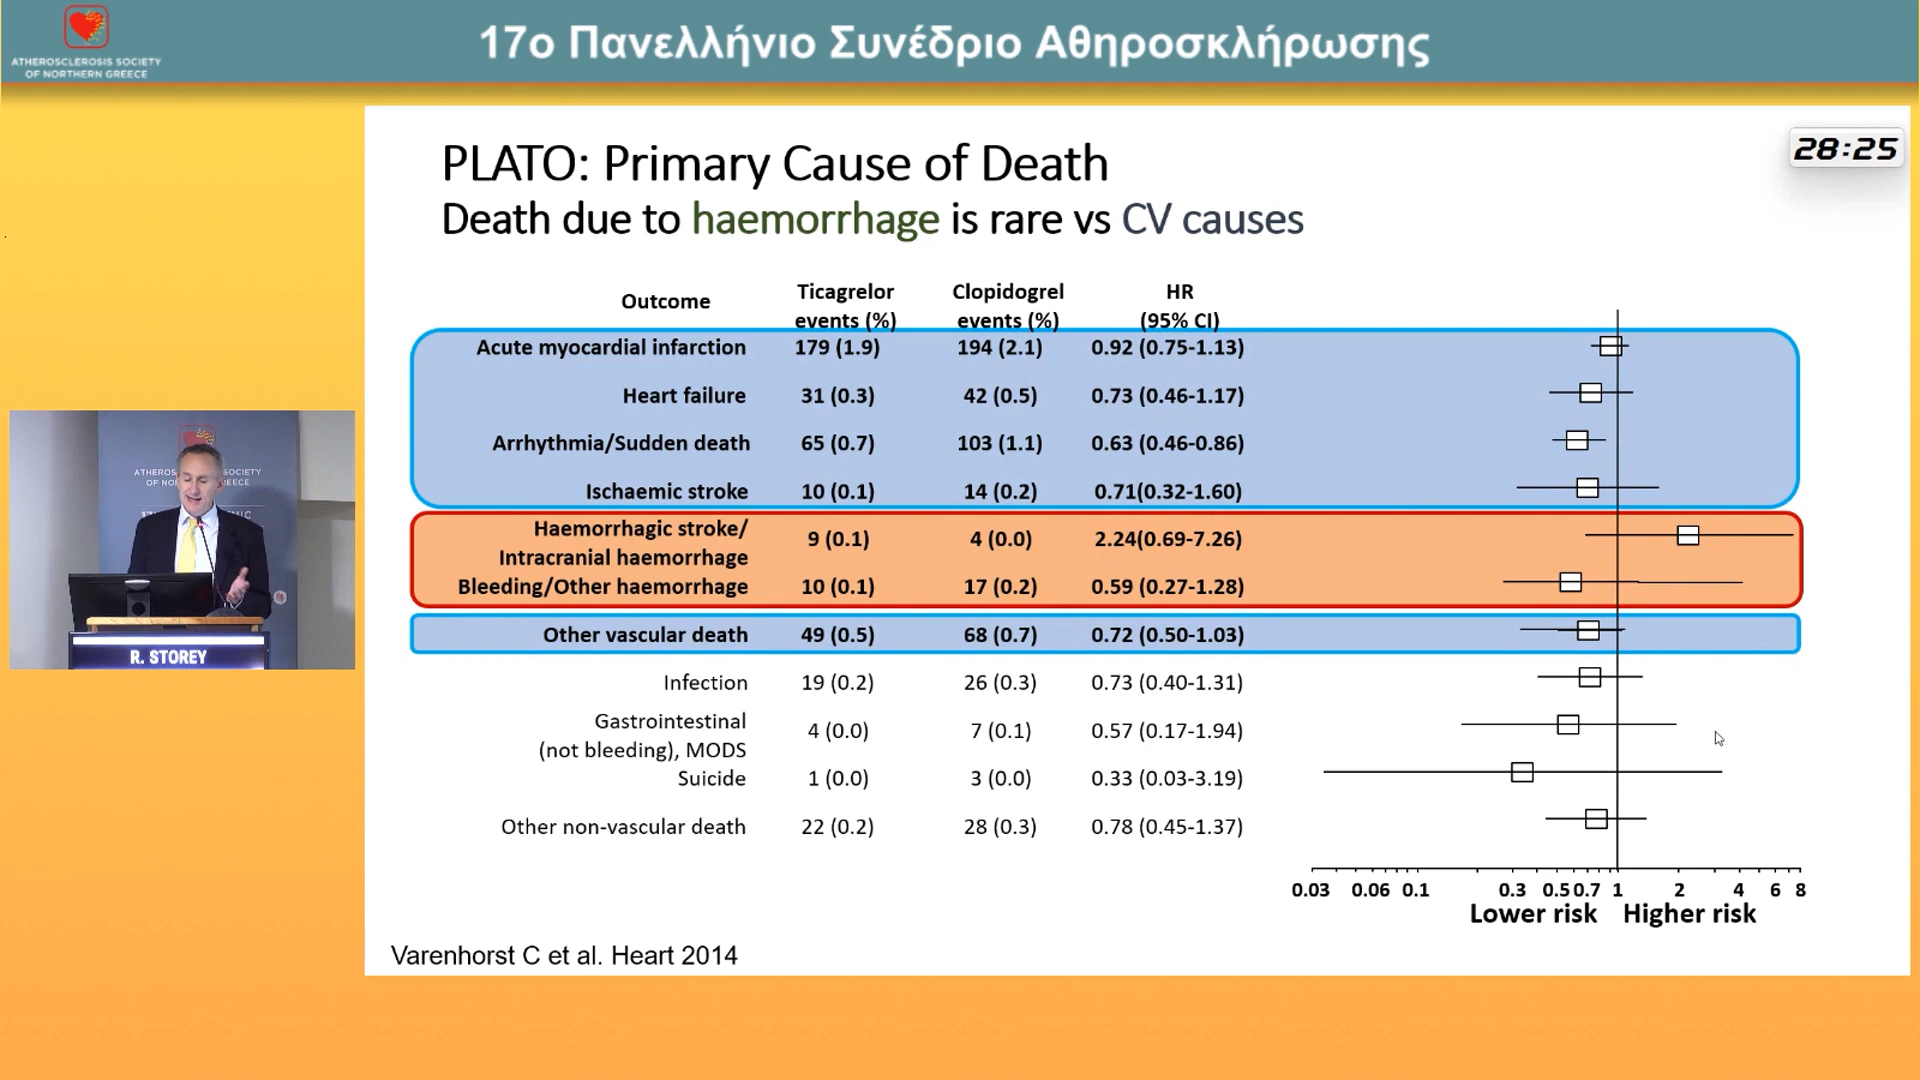 ATHEROSCLEROSIS SOCIETY
OF NORTHERN GREECE
17ο Πανελλήνιο Συνέδριο Αθηροσκλήρωσης
28:25
PLATO: Primary Cause of Death
Death due to haemorrhage is rare vs CV causes
Outcome
Ticagrelor
events (%)
Clopidogrel
events (%)
HR
(95% CI)
Acute myocardial infarction 179 (1.9) 194 (2.1) 0.92 (0.75-1.13)
Heart failure 31 (0.3) 42 (0.5) 0.73 (0.46-1.17)
Arrhythmia/Sudden death 65 (0.7) 103 (1.1) 0.63 (0.46-0.86)
Ischaemic stroke 10 (0.1) 14 (0.2) 0.71(0.32-1.60)
Haemorrhagic stroke/
Intracranial haemorrhage 9 (0.1) 4 (0.0) 2.24(0.69-7.26)
Bleeding/Other haemorrhage 10 (0.1) 17 (0.2) 0.59 (0.27-1.28)
Other vascular death 49 (0.5) 68 (0.7) 0.72 (0.50-1.03)
Infection 19 (0.2) 26 (0.3) 0.73 (0.40-1.31)
Gastrointestinal
(not bleeding), MODS 4 (0.0) 7 (0.1) 0.57 (0.17-1.94)
Suicide 1 (0.0) 3 (0.0) 0.33 (0.03-3.19)
Other non-vascular death 22 (0.2) 28 (0.3) 0.78 (0.45-1.37)
0.03 0.06 0.1 0.3 0.5 0.7 1 2 4 6 8
Lower risk Higher risk
Varenhorst C et al. Heart 2014
R. STOREY